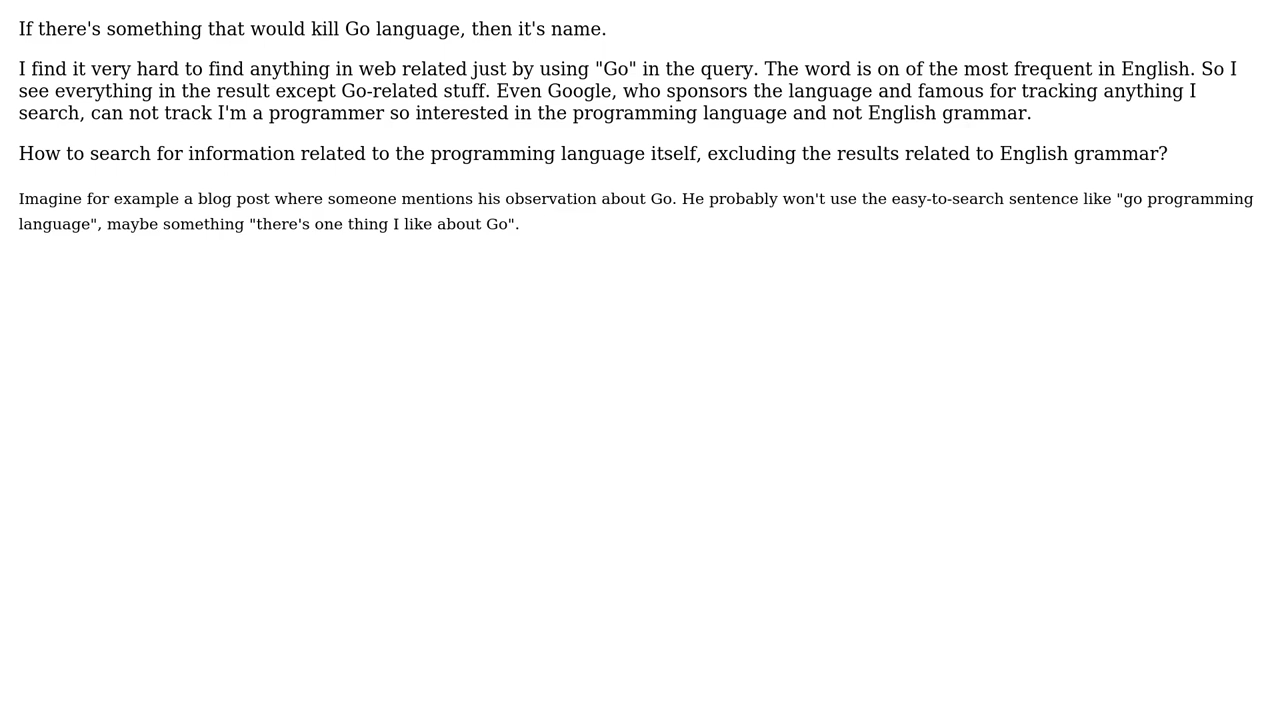 If there's something that would kill Go language, then it's name.
I find it very hard to find anything in web related just by using "Go" in the query. The word is on of the most frequent in English. So I
see everything in the result except Go-related stuff. Even Google, who sponsors the language and famous for tracking anything I
search, can not track I'm a programmer so interested in the programming language and not English grammar.
How to search for information related to the programming language itself, excluding the results related to English grammar?
Imagine for example a blog post where someone mentions his observation about Go. He probably won't use the easy-to-search sentence like "go programming
language", maybe something "there's one thing I like about Go".